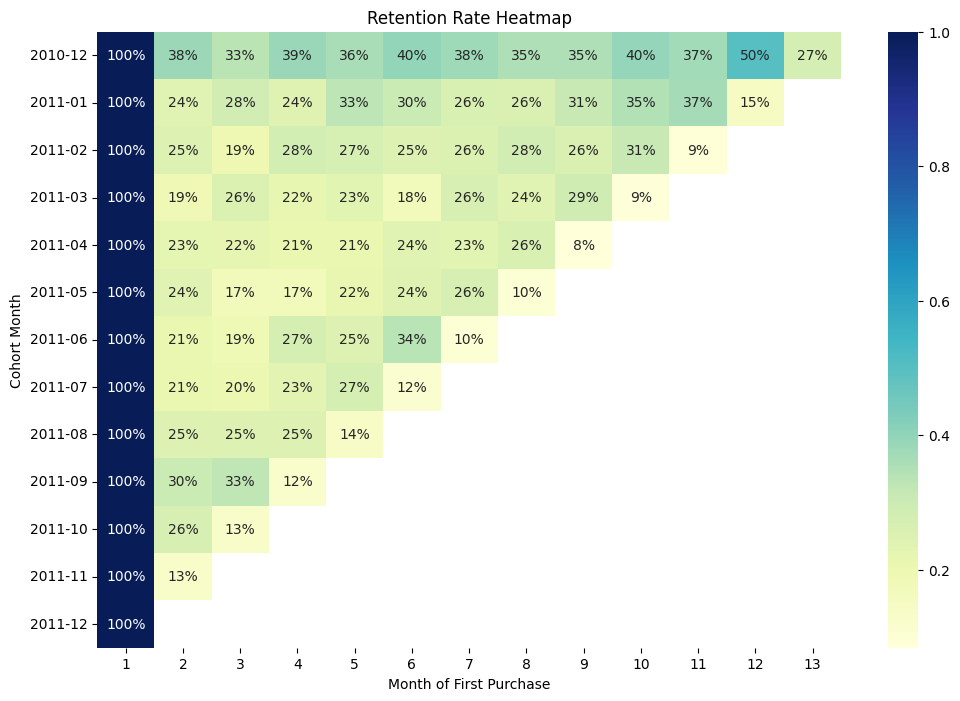 Retention Rate Heatmap
2010-12 100% 38% 33% 39% 36% 40% 38% 35% 35% 40% 37% 50% 27%
2011-01 100% 24% 28% 24% 33% 30% 26% 26% 31% 35% 37% 15%
2011-02 100% 25% 19% 28% 27% 25% 26% 28% 26% 31% 9%
2011-03 100% 19% 26% 22% 23% 18% 26% 24% 29% 9%
2011-04 100% 23% 22% 21% 21% 24% 23% 26% 8%
2011-05 100% 24% 17% 17% 22% 24% 26% 10%
2011-06 100% 21% 19% 27% 25% 34% 10%
2011-07 100% 21% 20% 23% 27% 12%
2011-08 100% 25% 25% 25% 14%
2011-09 100% 30% 33% 12%
2011-10 100% 26% 13%
2011-11 100% 13%
2011-12 100%
1 2 3 4 5 6 7 8 9 10 11 12 13
Month of First Purchase
Cohort Month
1.0
0.8
0.6
0.4
0.2